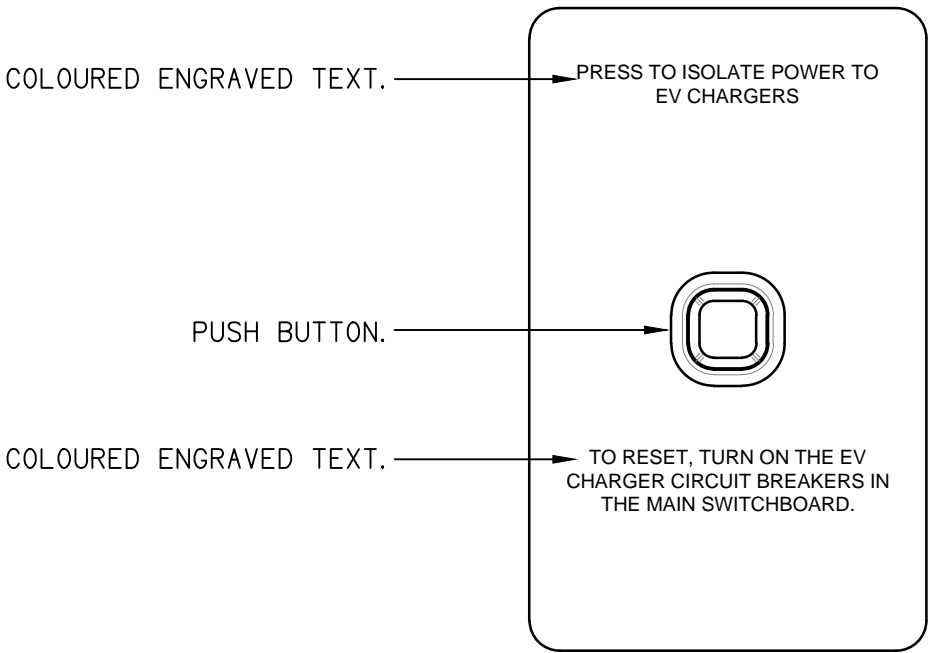 COLOURED ENGRAVED TEXT.
PRESS TO ISOLATE POWER TO
EV CHARGERS
PUSH BUTTON.
COLOURED ENGRAVED TEXT.
TO RESET, TURN ON THE EV
CHARGER CIRCUIT BREAKERS IN
THE MAIN SWITCHBOARD.